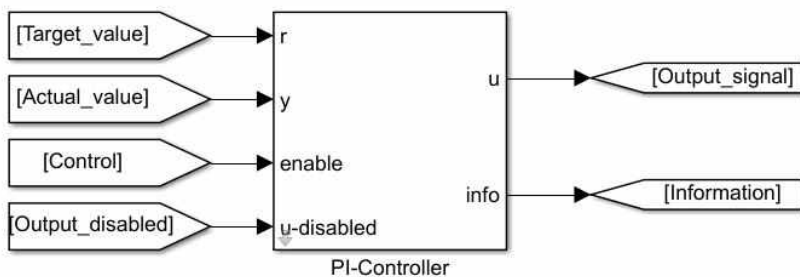 [Target_value]
r
[Actual_value]
y
[Control]
enable
[Output_disabled]
u-disabled
u
[Output_signal]
info
[Information]
PI-Controller